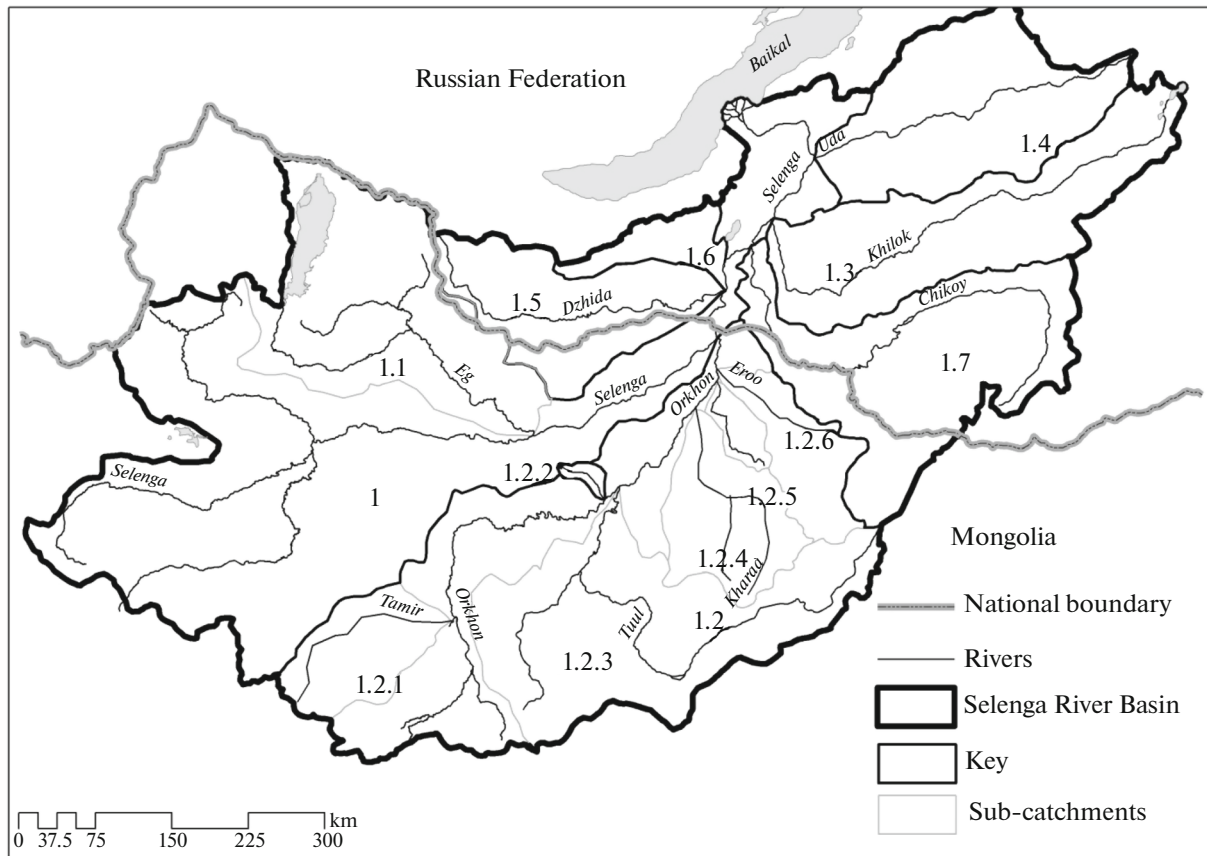 Baikal
Russian Federation
Uda
1.4
Selenga
Khilok
1.3
1.6
Chikoy
1.5
Dzhida
1.7
1.1
Eg
Selenga
Eroo
Orkhon
1.2.6
1.2.2
Selenga
1
1.2.5
Mongolia
1.2.4
Kharaa
Tamir
Orkhon
Tuul
1.2
1.2.3
1.2.1
National boundary
Rivers
Selenga River Basin
Key
Sub-catchments
km
0 37.5 75 150 225 300